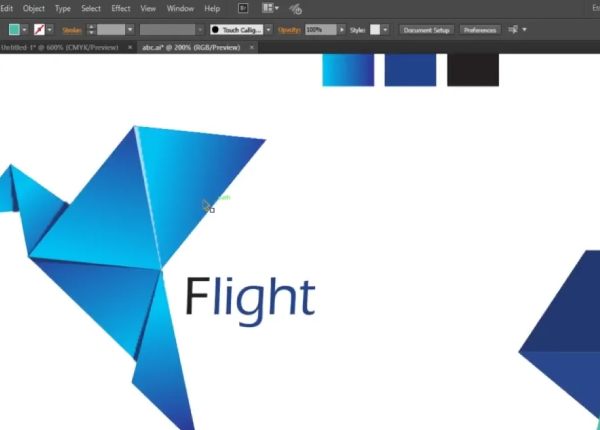 Edit Object Type Select Effect View Window Help Br
Stroke: Touch Callig... Opacity: 100% Style: Document Setup Preferences
Untitled-1* @ 600% (CMYK/Preview) × abc.ai* @ 200% (RGB/Preview) ×
Flight